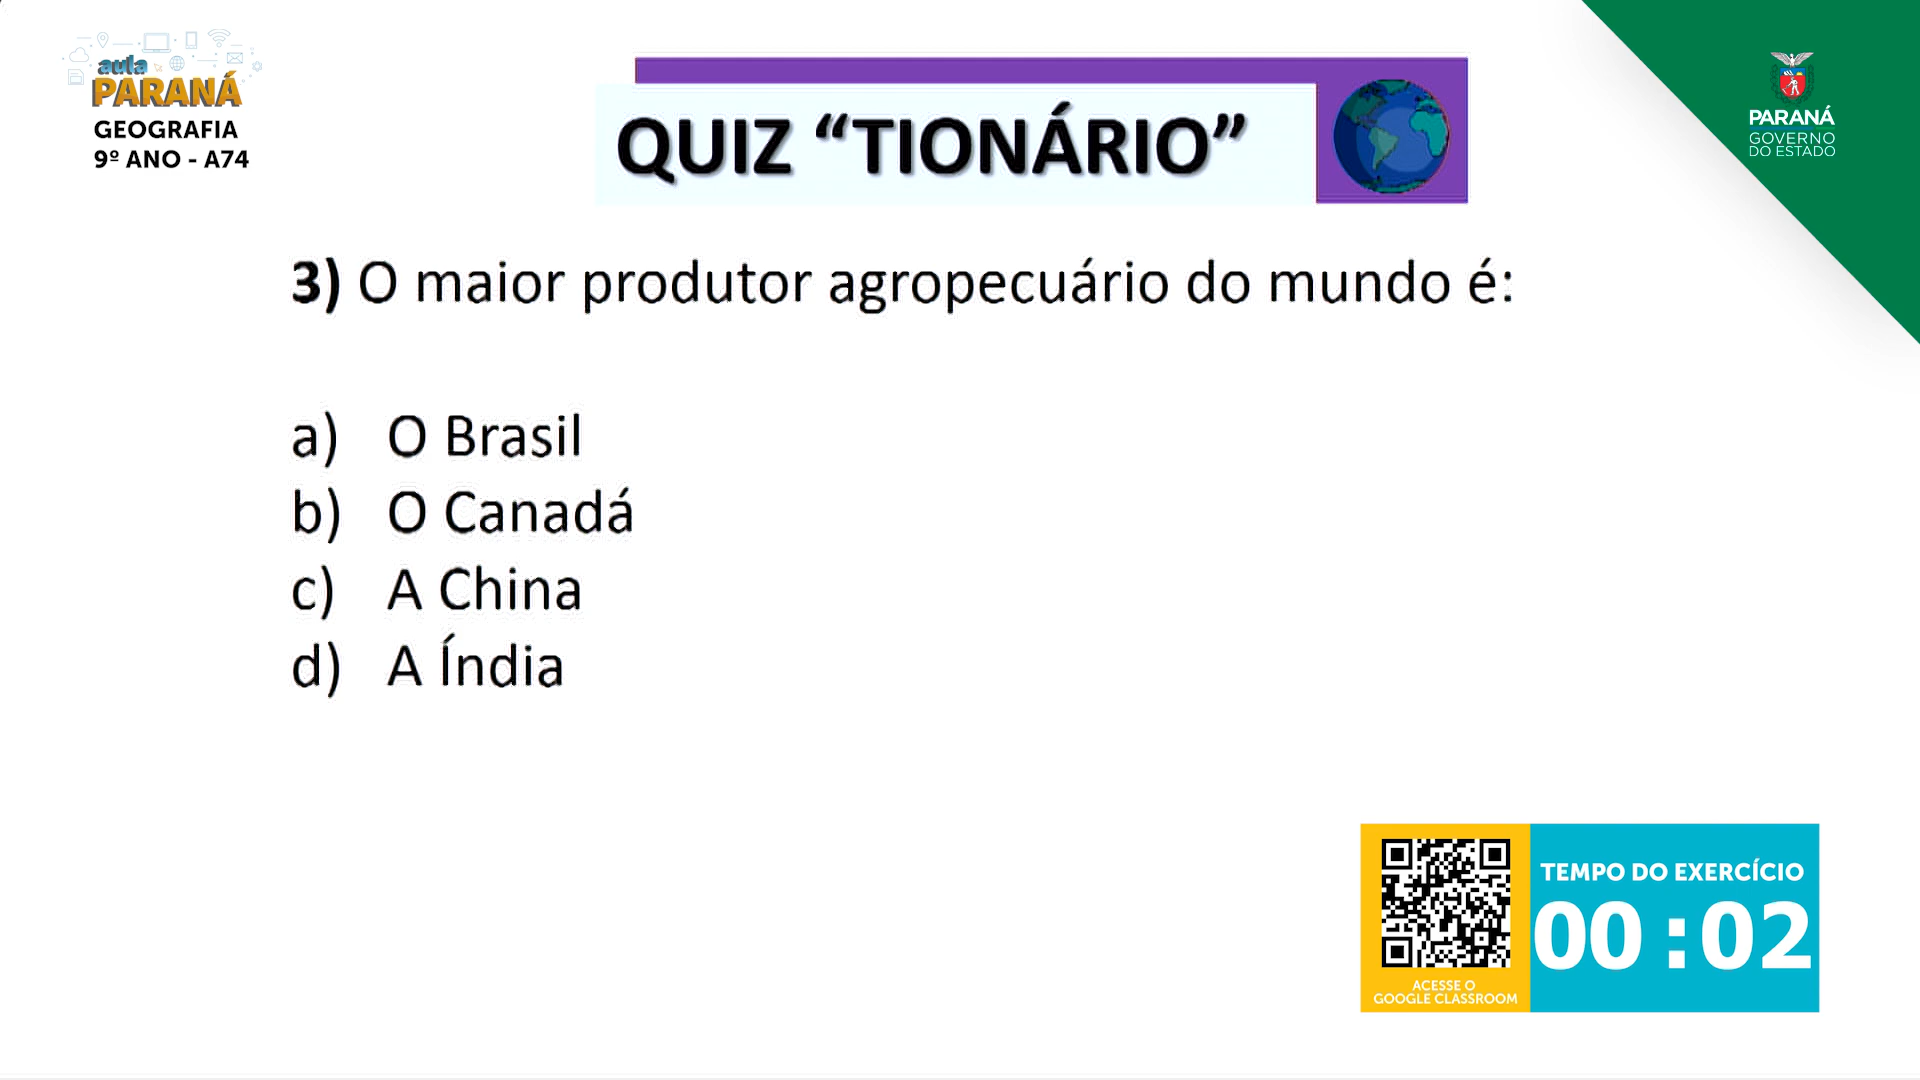 aula
PARANÁ
GEOGRAFIA
9º ANO - A74
QUIZ “TIONÁRIO”
PARANÁ
GOVERNO
DO ESTADO
3) O maior produtor agropecuário do mundo é:
a) O Brasil
b) O Canadá
c) A China
d) A Índia
TEMPO DO EXERCÍCIO
00:02
ACESSE O
GOOGLE CLASSROOM